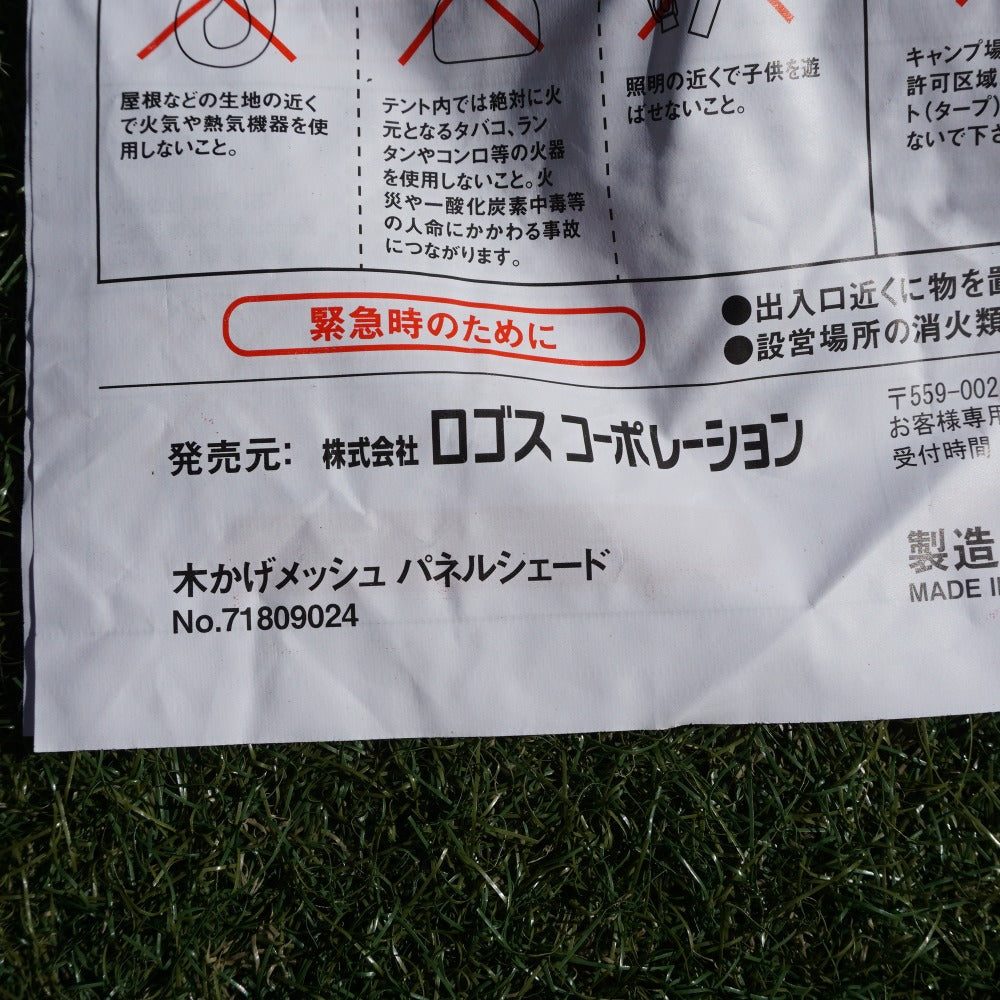 屋根などの生地の近く
で火気や熱気機器を使
用しないこと。
テント内では絶対に火
元となるタバコ、ラン
タンやコンロ等の火器
を使用しないこと。火
災や一酸化炭素中毒等
の人命にかかわる事故
につながります。
照明の近くで子供を遊
ばせないこと。
キャンプ場
許可区域
ト(タープ)
ないで下さ
緊急時のために
●出入口近くに物を置
●設営場所の消火類
発売元: 株式会社 ロゴス コーポレーション
〒559-002
お客様専用
受付時間
木かげメッシュ パネルシェード
No.71809024
製造
MADE I